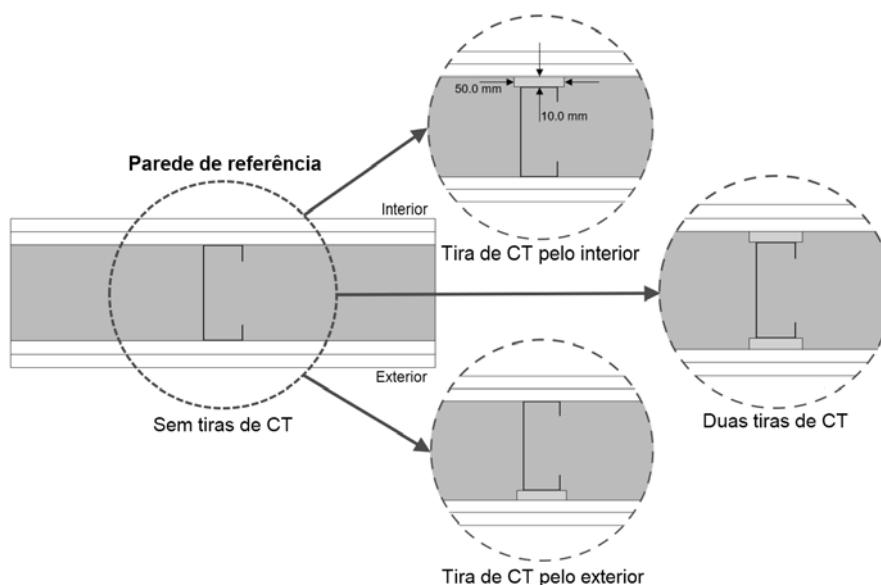 50.0 mm
10.0 mm
Parede de referência
Interior
Tira de CT pelo interior
Exterior
Sem tiras de CT
Duas tiras de CT
Tira de CT pelo exterior